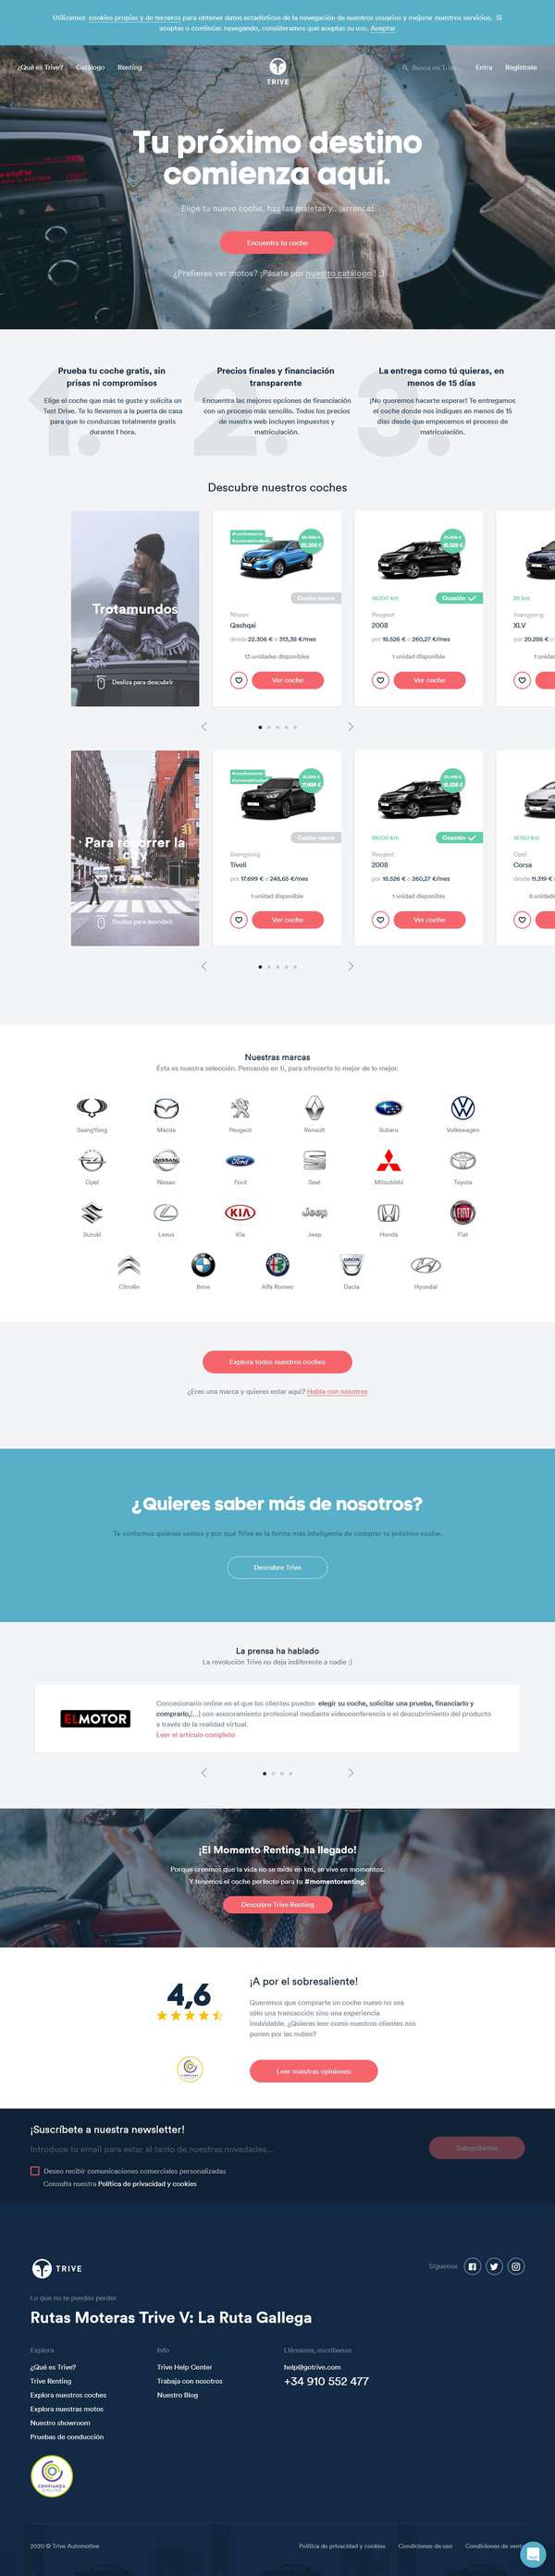 Utilizamos cookies propias y de terceros para obtener datos estadísticos de la navegación de nuestros usuarios y mejorar nuestros servicios. Si
aceptas o continúas navegando, consideramos que aceptas su uso. Aceptar
¿Qué es Trive? Catálogo Renting
TRIVE
Busca en Trive...
Entra Regístrate
Tu próximo destino
comienza aquí.
Elige tu nuevo coche, haz las maletas y... ¡arranca!
Encuentra tu coche
¿Prefieres ver motos? ¡Pásate por nuestro catálogo! ;)
1. 2. 3.
Prueba tu coche gratis, sin
prisas ni compromisos
Elige el coche que más te guste y solicita un
Test Drive. Te lo llevamos a la puerta de casa
para que lo conduzcas totalmente gratis
durante 1 hora.
Precios finales y financiación
transparente
Encuentra las mejores opciones de financiación
con un proceso más sencillo. Todos los precios
de nuestra web incluyen impuestos y
matriculación.
La entrega como tú quieras, en
menos de 15 días
¡No queremos hacerte esperar! Te entregamos
el coche donde nos indiques en menos de 15
días desde que empecemos el proceso de
matriculación.
Descubre nuestros coches
Trotamundos
Desliza para descubrir
22.306 €
Coche nuevo
Nissan
Qashqai
desde 22.306 € o 313,38 €/mes
13 unidades disponibles
Ver coche
18.526 €
14000 km
Ocasión
Peugeot
2008
por 18.526 € o 260,27 €/mes
1 unidad disponible
Ver coche
25 km
Ssangyong
XLV
por 20.286 € o
1 unidad
Para recorrer la
city
Desliza para descubrir
17.699 €
Coche nuevo
Ssangyong
Tívoli
por 17.699 € o 248,65 €/mes
1 unidad disponible
Ver coche
18.526 €
14000 km
Ocasión
Peugeot
2008
por 18.526 € o 260,27 €/mes
1 unidad disponible
Ver coche
Opel
Corsa
desde 11.319 €
Nuestras marcas
Ésta es nuestra selección. Pensando en ti, para ofrecerte lo mejor de lo mejor.
SsangYong Mazda Peugeot Renault Subaru Volkswagen
Opel Nissan Ford Seat Mitsubishi Toyota
Suzuki Lexus Kia Jeep Honda Fiat
Citroën Bmw Alfa Romeo Dacia Hyundai
Explora todos nuestros coches
¿Eres una marca y quieres estar aquí? Habla con nosotros
¿Quieres saber más de nosotros?
Te contamos quiénes somos y por qué Trive es la forma más inteligente de comprar tu próximo coche.
Descubre Trive
La prensa ha hablado
La revolución Trive no deja indiferente a nadie :)
ELMOTOR
Concesionario online en el que los clientes pueden elegir su coche, solicitar una prueba, financiarlo y
comprarlo,(...) con asesoramiento profesional mediante videoconferencia o el descubrimiento del producto
a través de la realidad virtual.
Leer el artículo completo
¡El Momento Renting ha llegado!
Porque creemos que la vida no se mide en km, se vive en momentos.
Y tenemos el coche perfecto para tu #momentorenting.
Descubre Trive Renting
4,6
¡A por el sobresaliente!
Queremos que comprarte un coche nuevo no sea
sólo una transacción sino una experiencia
inolvidable. ¿Quieres leer como nuestros clientes nos
ponen por las nubes?
Leer nuestras opiniones
¡Suscríbete a nuestra newsletter!
Introduce tu email para estar al tanto de nuestras novedades...
Subscribirme
Deseo recibir comunicaciones comerciales personalizadas
Consulta nuestra Política de privacidad y cookies
TRIVE
Síguenos
Lo que no te puedes perder
Rutas Moteras Trive V: La Ruta Gallega
Explora
¿Qué es Trive?
Trive Renting
Explora nuestros coches
Explora nuestras motos
Nuestro showroom
Pruebas de conducción
Info
Trive Help Center
Trabaja con nosotros
Nuestro Blog
Llámanos, escríbenos
help@gotrive.com
+34 910 552 477
CONFIANZA
ONLINE
2020 © Trive Automotive
Política de privacidad y cookies Condiciones de uso Condiciones de venta